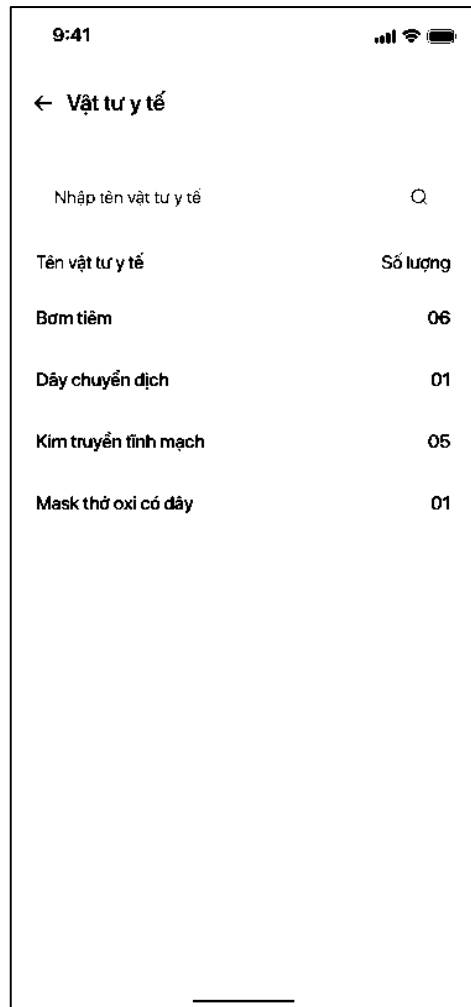 9:41
Vật tư y tế
Nhập tên vật tư y tế
Tên vật tư y tế Số lượng
Bơm tiêm 06
Dây chuyển dịch 01
Kim truyền tĩnh mạch 05
Mask thở oxi có dây 01